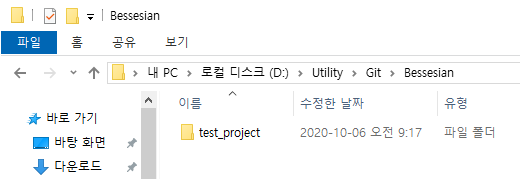 Bessesian
파일 홈 공유 보기
내 PC > 로컬 디스크 (D:) > Utility > Git > Bessesian
이름 수정한 날짜 유형
바로 가기
test_project 2020-10-06 오전 9:17 파일 폴더
바탕 화면
다운로드